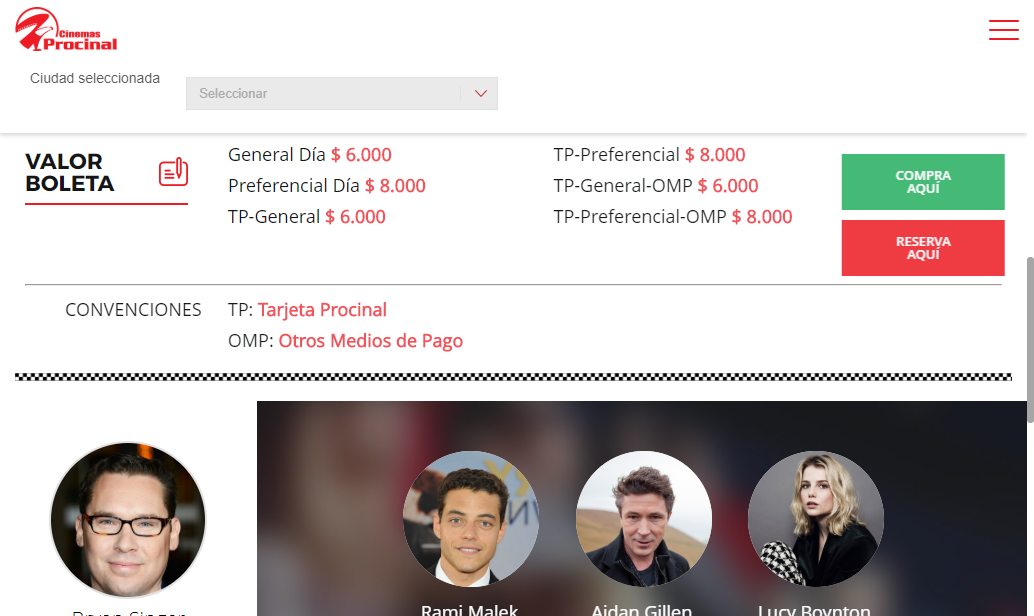 Cinemas
Procinal
Ciudad seleccionada
Seleccionar
VALOR
BOLETA
General Día $ 6.000
Preferencial Día $ 8.000
TP-General $ 6.000
TP-Preferencial $ 8.000
TP-General-OMP $ 6.000
TP-Preferencial-OMP $ 8.000
COMPRA
AQUÍ
RESERVA
AQUÍ
CONVENCIONES
TP: Tarjeta Procinal
OMP: Otros Medios de Pago
Bryan Singer
Rami Malek
Aidan Gillen
Lucy Boynton